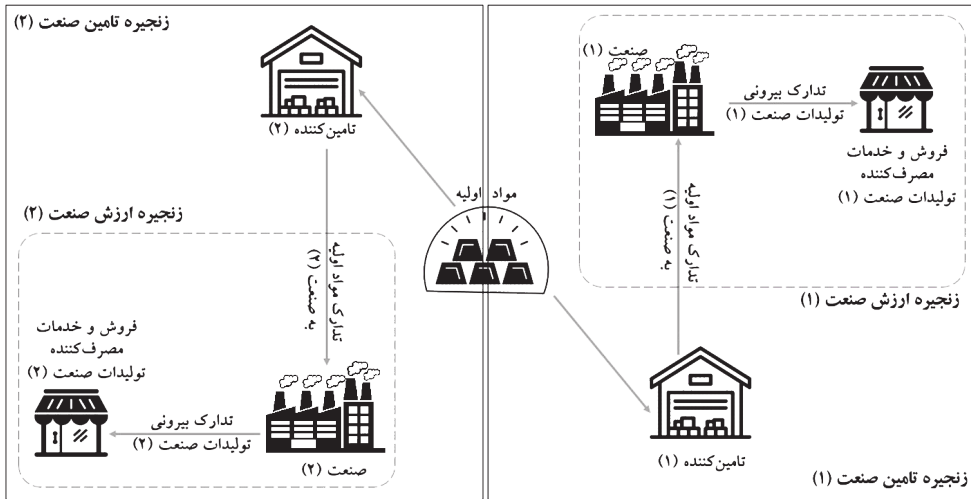 صنعت (۱)
تدارک بیرونی
تولیدات صنعت (۱)
فروش و خدمات
مصرف‌کننده
تولیدات صنعت (۱)
تدارک مواد اولیه
به صنعت (۱)
زنجیره ارزش صنعت (۱)
تامین‌کننده (۱)
زنجیره تامین صنعت (۱)
مواد اولیه
زنجیره تامین صنعت (۲)
تامین‌کننده (۲)
زنجیره ارزش صنعت (۲)
تدارک مواد اولیه
به صنعت (۲)
فروش و خدمات
مصرف‌کننده
تولیدات صنعت (۲)
تدارک بیرونی
تولیدات صنعت (۲)
صنعت (۲)